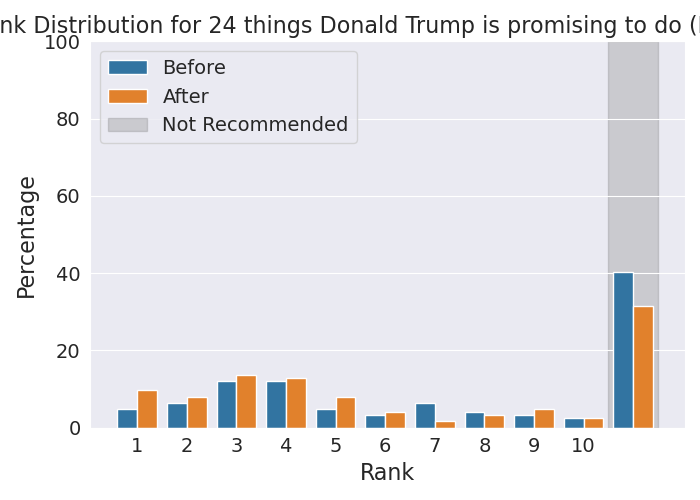 nk Distribution for 24 things Donald Trump is promising to do (
100
80
60
40
20
0
Before
After
Not Recommended
Percentage
1 2 3 4 5 6 7 8 9 10
Rank